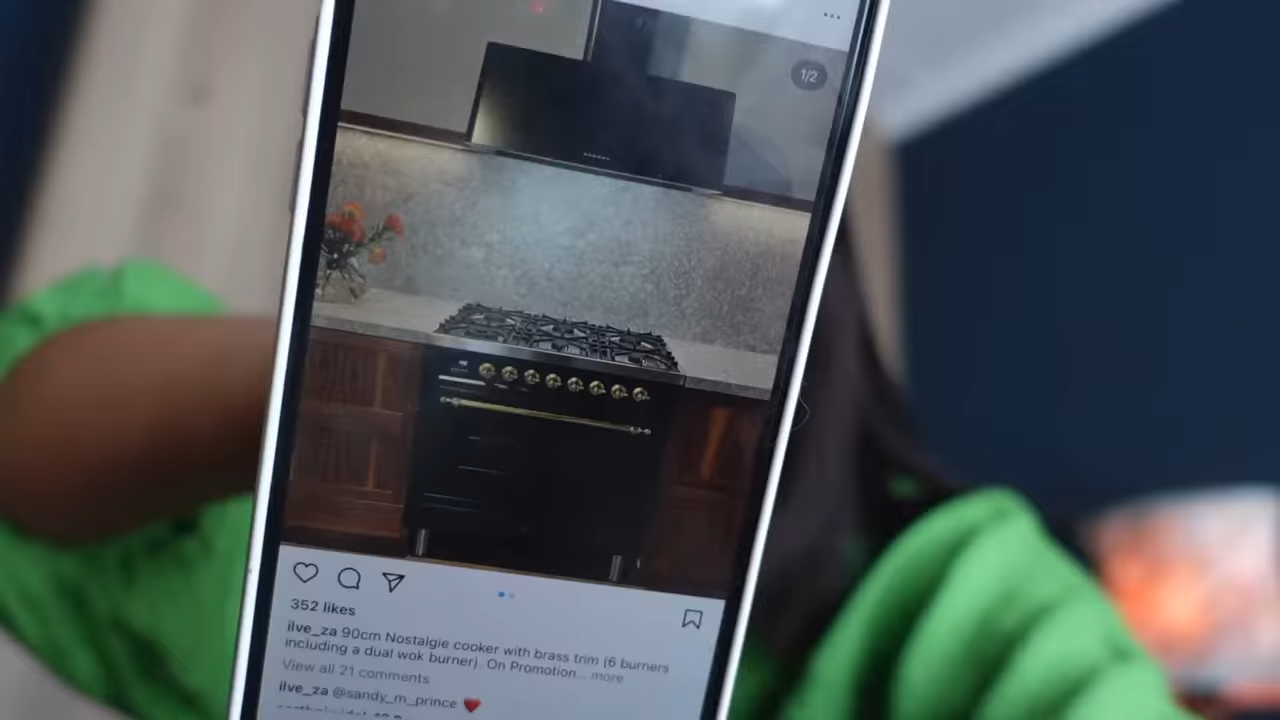 1/2
352 likes
ilve_za 90cm Nostalgie cooker with brass trim (6 burners
including a dual wok burner). On Promotion... more
View all 21 comments
ilve_za @sandy_m_prince ❤️